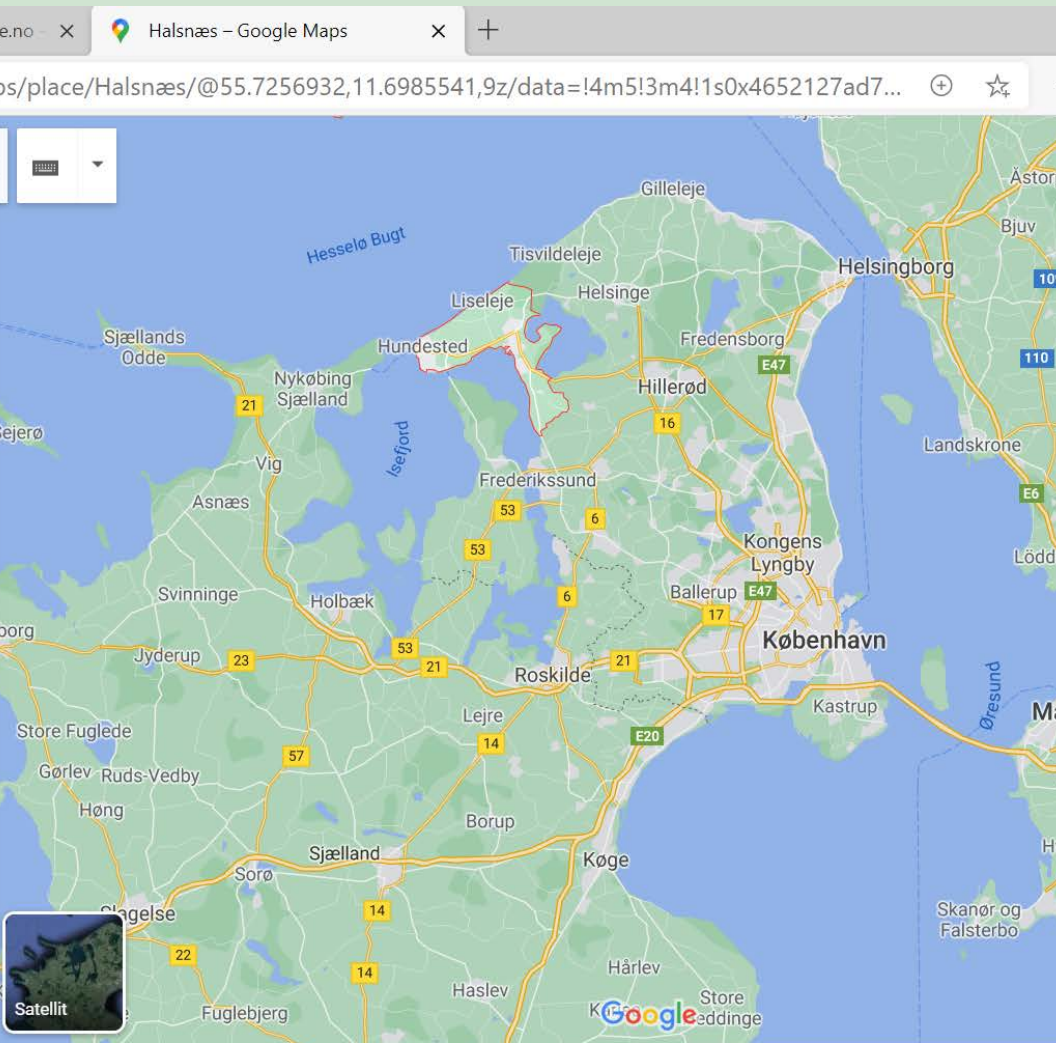 e.no
Halsnæs – Google Maps
ps/place/Halsnæs/@55.7256932,11.6985541,9z/data=!4m5!3m4!1s0x4652127ad7...
Gilleleje
Åstor
Bjuv
Hesselø Bugt
Tisvildeleje
Helsingborg
10
Liseleje
Helsinge
Sjællands
Odde
Hundested
Fredensborg
E47
110
Nykøbing
Sjælland
Hillerød
21
16
Sejerø
Isefjord
Landskrone
Vig
Frederikssund
E6
Asnæs
53
6
53
Kongens
Lyngby
Lödd
Svinninge
Holbæk
6
Ballerup
E47
17
borg
København
Jyderup
23
53
21
21
Roskilde
Øresund
Kastrup
Lejre
Ma
Store Fuglede
14
E20
57
Gørlev
Ruds-Vedby
Høng
Borup
H
Sjælland
Køge
Sorø
14
Slagelse
Skanør og
Falsterbo
22
14
Hårlev
Satellit
Haslev
Fuglebjerg
Google
Store
eddinge